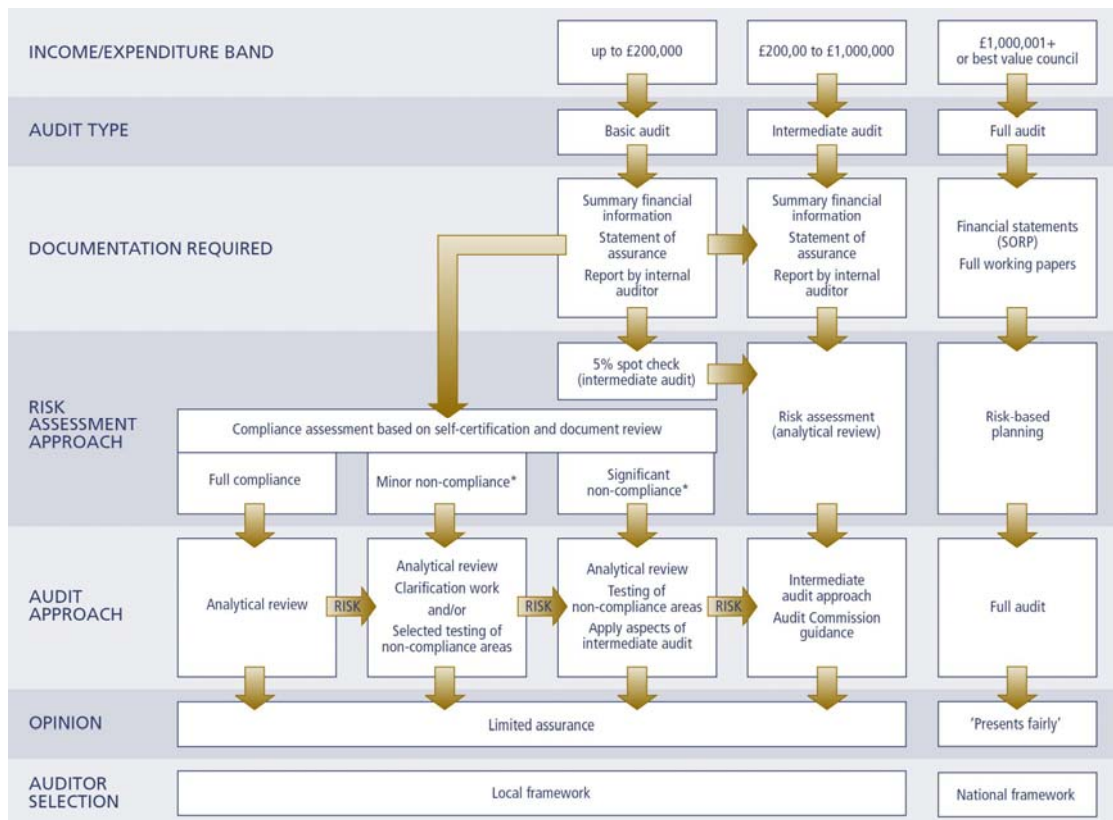 INCOME/EXPENDITURE BAND
up to £200,000
£200,00 to £1,000,000
£1,000,001+
or best value council
AUDIT TYPE
Basic audit
Intermediate audit
Full audit
DOCUMENTATION REQUIRED
Summary financial
information
Statement of
assurance
Report by internal
auditor
Summary financial
information
Statement of
assurance
Report by internal
auditor
Financial statements
(SORP)
Full working papers
RISK
ASSESSMENT
APPROACH
5% spot check
(intermediate audit)
Compliance assessment based on self-certification and document review
Full compliance
Minor non-compliance*
Significant
non-compliance*
Risk assessment
(analytical review)
Risk-based
planning
AUDIT
APPROACH
Analytical review
RISK
Analytical review
Clarification work
and/or
Selected testing of
non-compliance areas
RISK
Analytical review
Testing of
non-compliance areas
Apply aspects of
intermediate audit
RISK
Intermediate
audit approach
Audit Commission
guidance
Full audit
OPINION
Limited assurance
'Presents fairly'
AUDITOR
SELECTION
Local framework
National framework